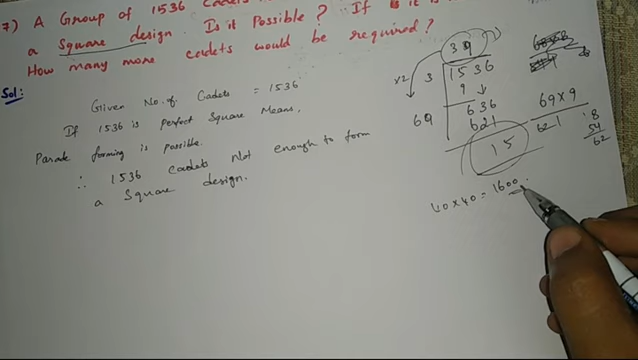 7) A Group of 1536 Cadets
a Square design. Is it Possible? If it is
How many more cadets would be required?
Sol:
Given No. of Cadets = 1536
If 1536 is perfect Square Means,
Parade forming is possible.
∴ 1536 Cadets Not enough to form
a Square design.
39
×2 3 1536
9
69 636
621
15
69×9
621
8
54
62
40×40 = 1600